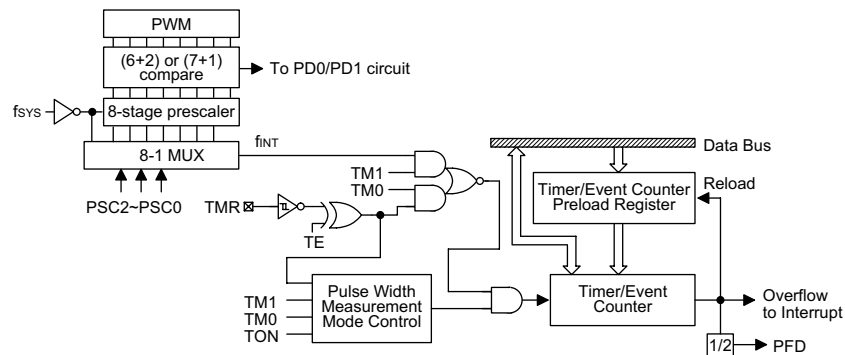 PWM
(6+2) or (7+1)
compare
To PD0/PD1 circuit
fSYS
8-stage prescaler
8-1 MUX
fINT
PSC2~PSC0
TM1
TM0
TMR
TE
Data Bus
Timer/Event Counter
Preload Register
Reload
TM1
TM0
TON
Pulse Width
Measurement
Mode Control
Timer/Event
Counter
Overflow
to Interrupt
1/2
PFD